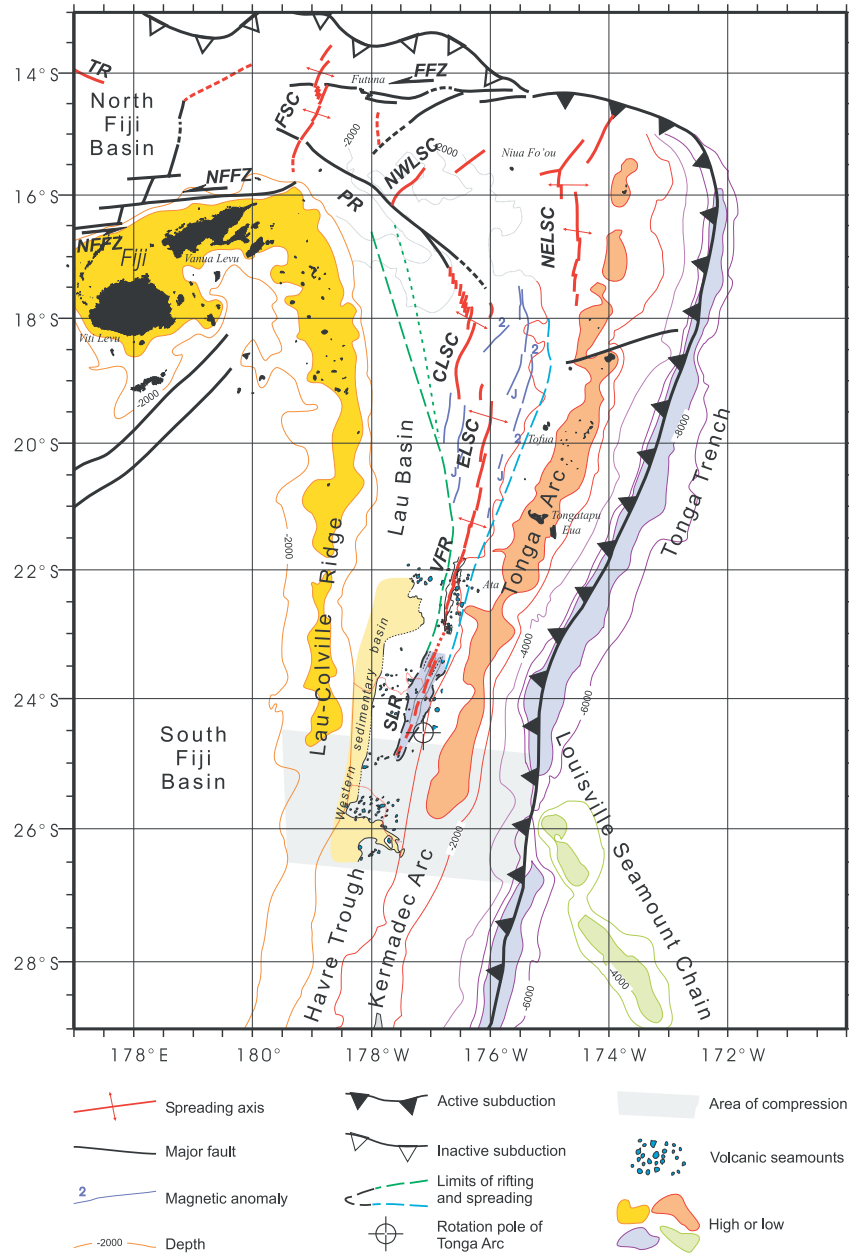 14°S
16°S
18°S
20°S
22°S
24°S
26°S
28°S
178°E
180°
178°W
176°W
174°W
172°W
TR
North
Fiji
Basin
FSC
Futuna
FFZ
-2000
-2000
NWLSC
Niua Fo'ou
NFFZ
NFFZ
PR
NELSC
Fiji
Vanua Levu
Viti Levu
-2000
CLSC
2
2
J
2
J
J
ELSC
Lau Basin
Tofua
Tonga Arc
Tongatapu
Eua
-8000
Tonga Trench
-2000
Lau-Colville Ridge
VFR
Ata
Western sedimentary basin
SLR
-4000
-6000
South
Fiji
Basin
Louisville Seamount Chain
-2000
Havre Trough
Kermadec Arc
-4000
-6000
Spreading axis
Major fault
2
Magnetic anomaly
-2000
Depth
Active subduction
Inactive subduction
Limits of rifting
and spreading
Rotation pole of
Tonga Arc
Area of compression
Volcanic seamounts
High or low